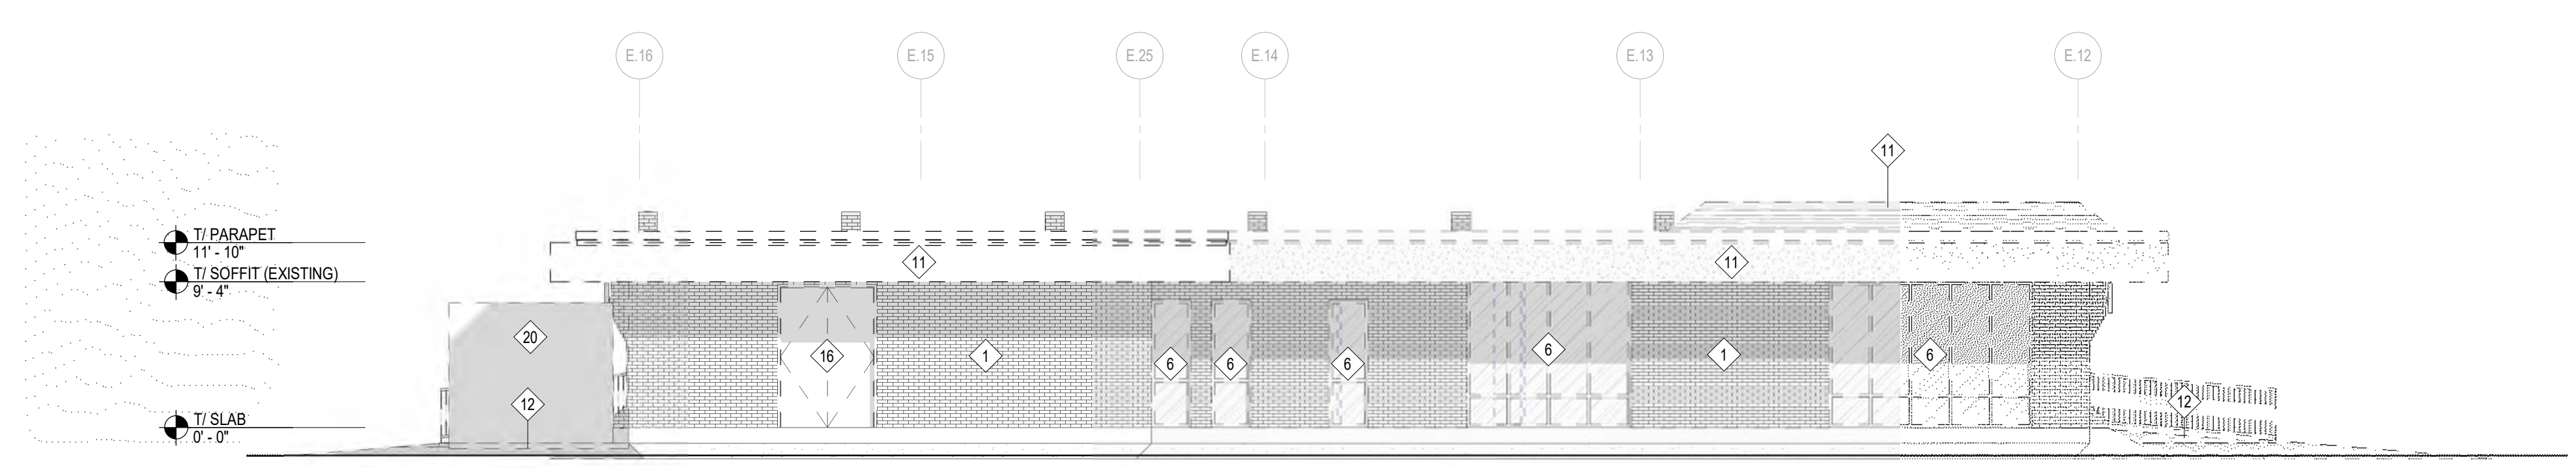 E.16
E.15
E.25
E.14
E.13
E.12
11
T/ PARAPET
11' - 10"
11
11
T/ SOFFIT (EXISTING)
9' - 4"
20
16
1
6
6
6
6
1
6
12
12
T/ SLAB
0' - 0"